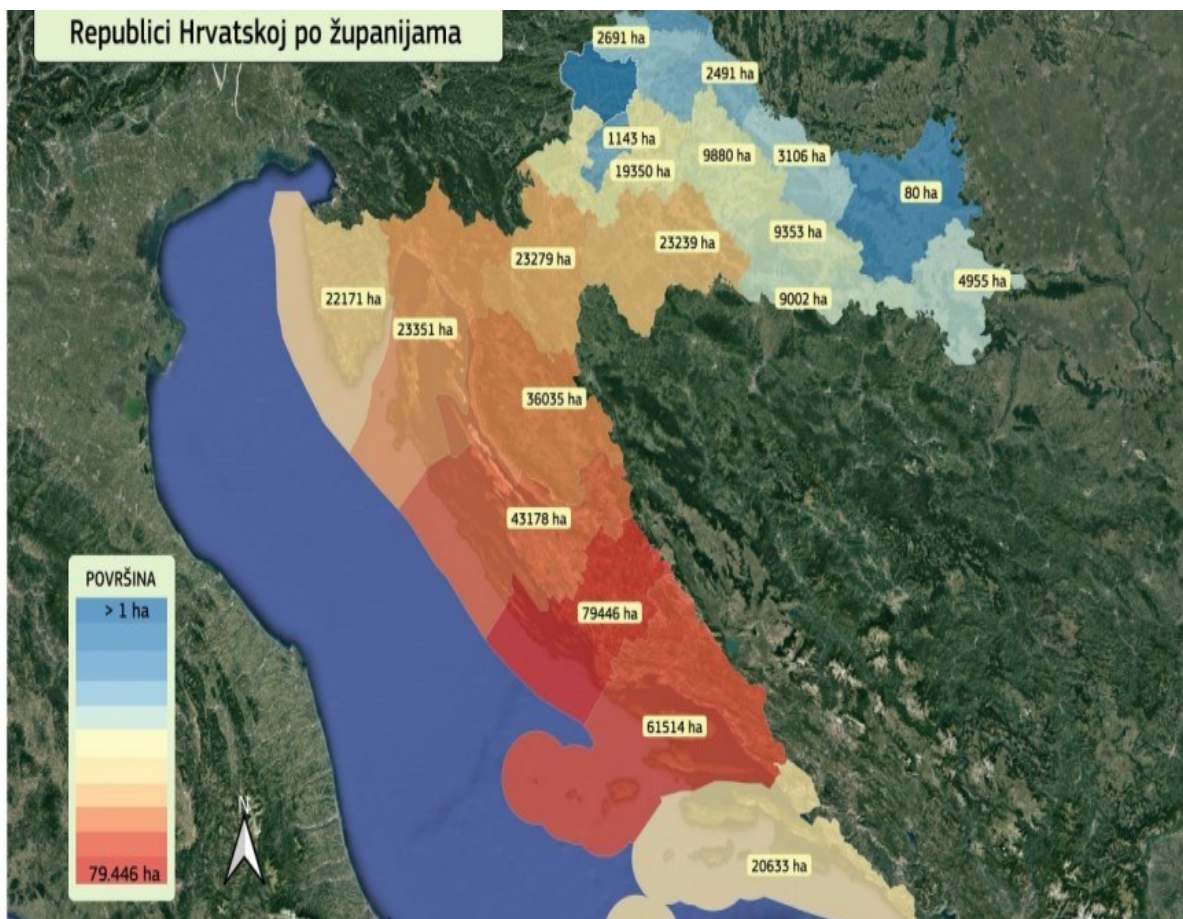 Republici Hrvatskoj po županijama
2691 ha
2491 ha
1143 ha
9880 ha
3106 ha
19350 ha
80 ha
9353 ha
23239 ha
23279 ha
4955 ha
22171 ha
9002 ha
23351 ha
36035 ha
43178 ha
79446 ha
61514 ha
20633 ha
POVRŠINA
> 1 ha
79.446 ha
N